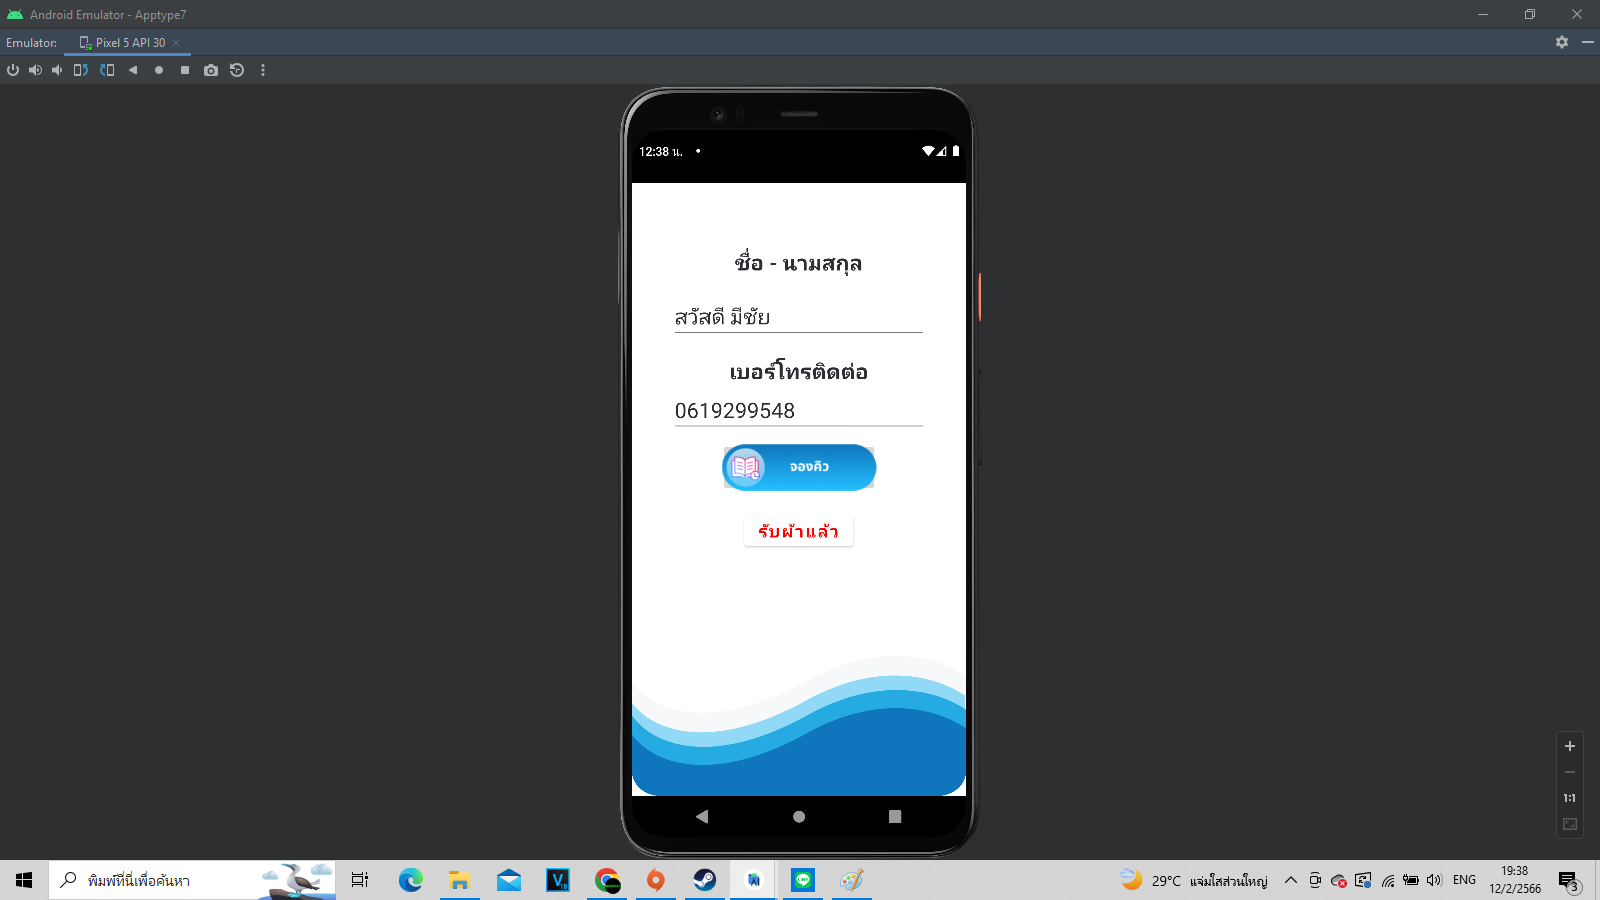 Android Emulator - Apptype7
Emulator:
Pixel 5 API 30
12:38 น.
ชื่อ - นามสกุล
สวัสดี มีชัย
เบอร์โทรติดต่อ
0619299548
จองคิว
รับผ้าแล้ว
1:1
พิมพ์ที่นี่เพื่อค้นหา
29°C แจ่มใสส่วนใหญ่
ENG
19:38
12/2/2566
3